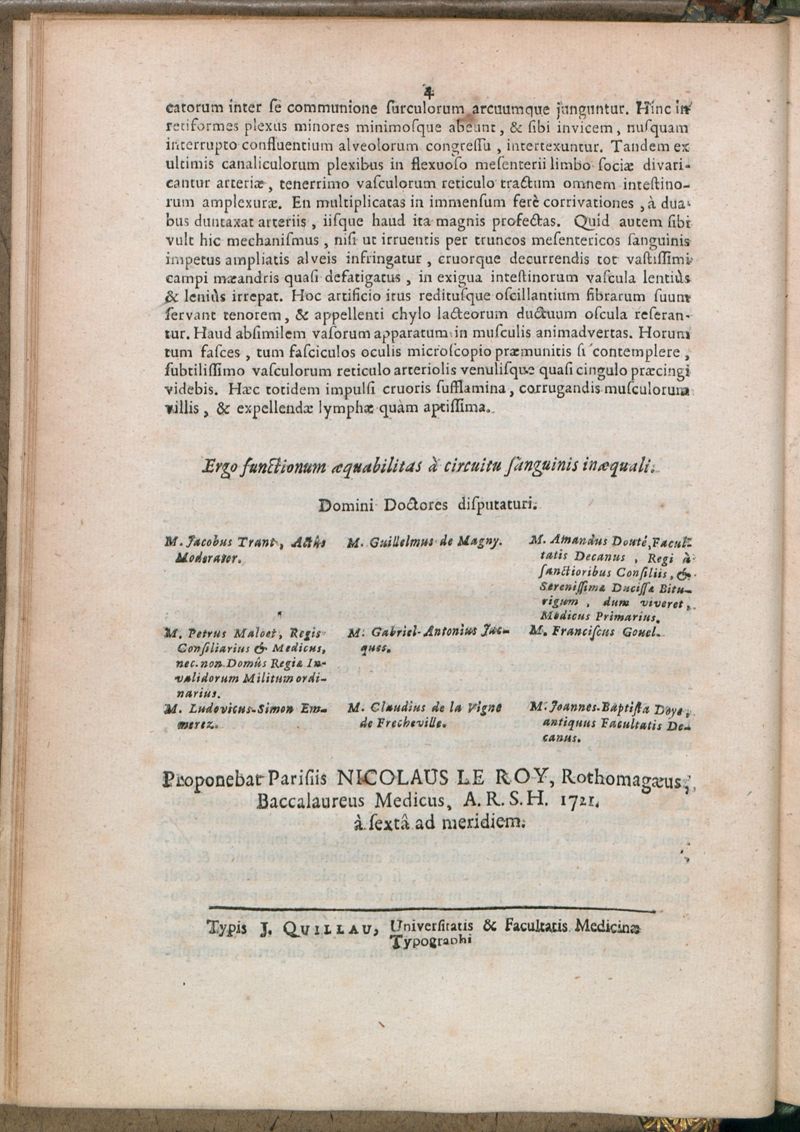 4
catorum inter ſe communione ſurculorum arcuumque junguntur. Hinc in
retiformes plexus minores minimoſque abeunt, & ſibi invicem, nuſquam
interrupto confluentium alveolorum congreſſu, intertexuntur. Tandem ex
ultimis canaliculorum plexibus in flexuoſo meſenterii limbo ſociæ divari-
cantur arteriæ, tenerrimo vaſculorum reticulo tractum omnem inteſtino-
rum amplexuræ. En multiplicatas in immenſum ferè corrivationes, à dua-
bus duntaxat arteriis, iiſque haud ita magnis profectas. Quid autem ſibi
vult hic mechaniſmus, niſi ut irruentis per truncos meſentericos ſanguinis
impetus ampliatis alveis infringatur, cruorque decurrendis tot vaſtiſſimi
campi mæandris quaſi defatigatus, in exigua inteſtinorum vaſcula lentiùs
& leniùs irrepat. Hoc artificio itus redituſque oſcillantium fibrarum ſuum
ſervant tenorem, & appellenti chylo lacteorum ductuum oſcula reſeran-
tur. Haud abſimilem vaſorum apparatum in muſculis animadvertas. Horum
tum faſces, tum faſciculos oculis microſcopio præmunitis ſi contemplere,
ſubtiliſſimo vaſculorum reticulo arteriolis venuliſque quaſi cingulo præcingi
videbis. Hæc totidem impulſi cruoris ſufflamina, corrugandis muſculorum
villis, & expellendæ lymphæ quàm aptiſſima.
Ergo functionum æquabilitas à circuitu ſanguinis inæquali.
Domini Doctores diſputaturi.
M. Jacobus Trant, Actûs
Moderator.
M. Guillelmus de Magny.
M. Amandus Douté, Facul-
tatis Decanus, Regi à
ſanctioribus Conſiliis, &
Sereniſſimæ Duciſſæ Bitu-
rigum, dum viveret,
Medicus Primarius.
M. Petrus Maloet, Regis
Conſiliarius & Medicus,
nec non Domûs Regiæ In-
validorum Militum ordi-
narius.
M. Gabriel-Antonius Jac-
ques.
M. Franciſcus Gouel.
M. Ludovicus-Simon Em-
merez.
M. Claudius de la Vigne
de Frecheville.
M. Joannes-Baptiſta Doye,
antiquus Facultatis De-
canus.
Proponebat Pariſiis NICOLAUS LE ROY, Rothomagæus,
Baccalaureus Medicus, A. R. S. H. 1721.
à ſextâ ad meridiem.
Typis J. QUILLAU, Univerſitatis & Facultatis Medicinæ
Typographi